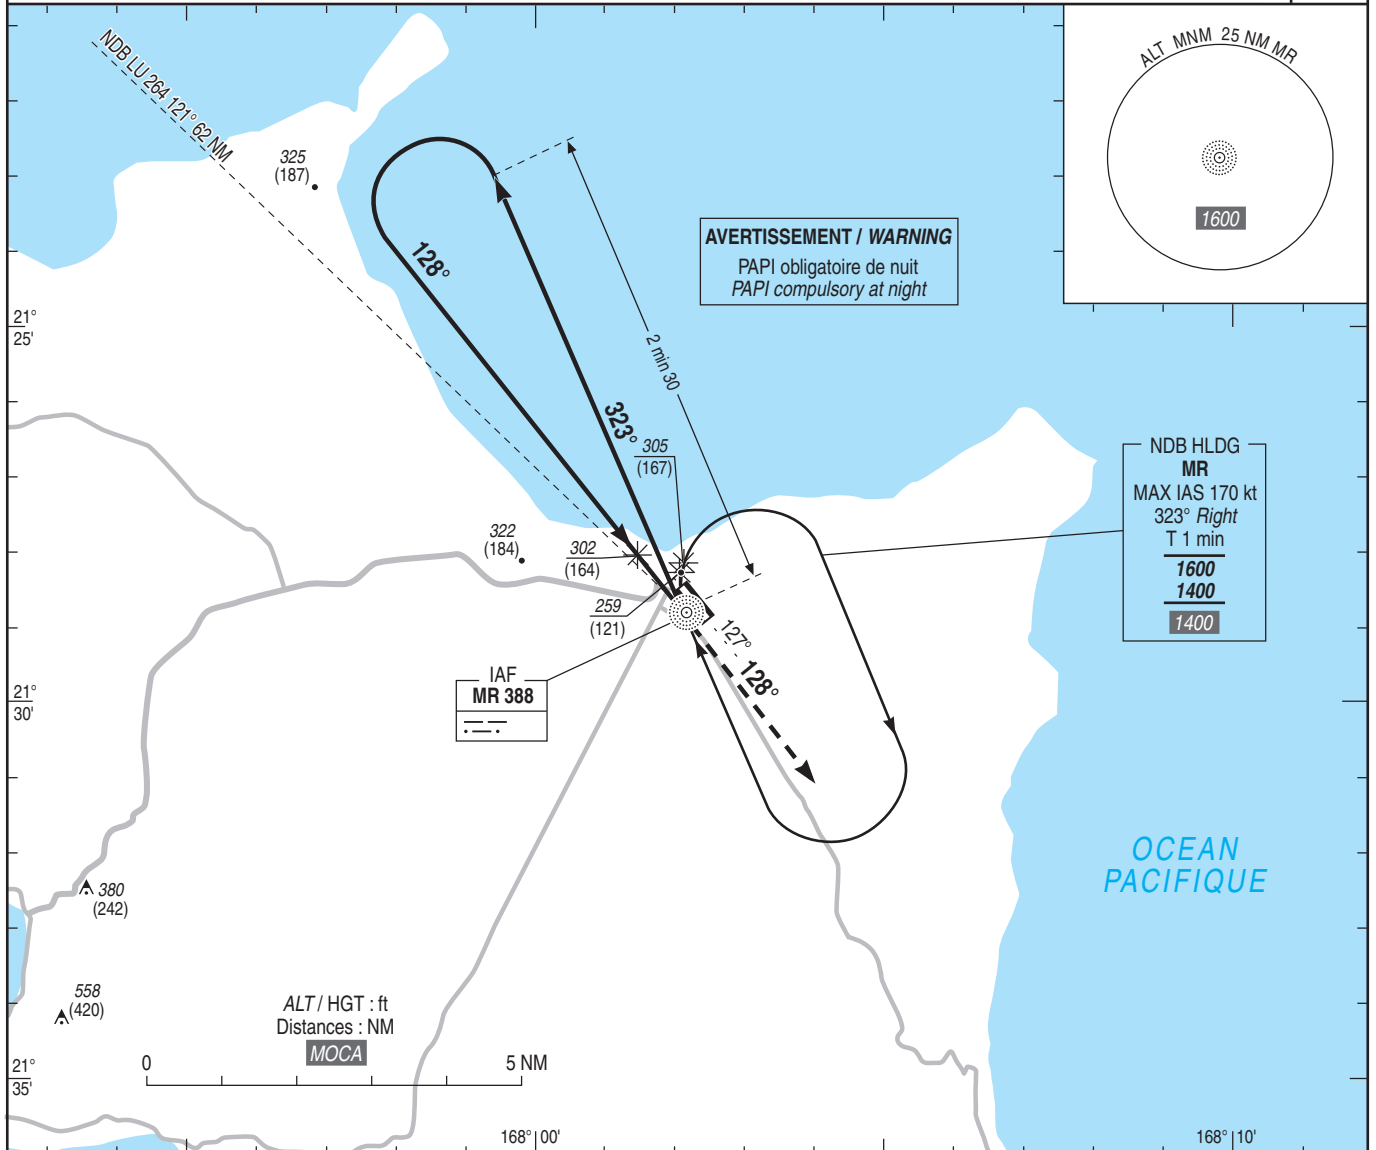 NDB LU 264 121° 62 NM
ALT MNM 25 NM MR
1600
325
(187)
128°
AVERTISSEMENT / WARNING
PAPI obligatoire de nuit
PAPI compulsory at night
21°
25'
2 min 30
323°
305
(167)
NDB HLDG
MR
MAX IAS 170 kt
323° Right
T 1 min
1600
1400
1400
322
(184)
302
(164)
259
(121)
127°
128°
IAF
MR 388
21°
30'
OCEAN
PACIFIQUE
380
(242)
558
(420)
ALT / HGT : ft
Distances : NM
MOCA
0
5 NM
21°
35'
168° 00'
168° 10'